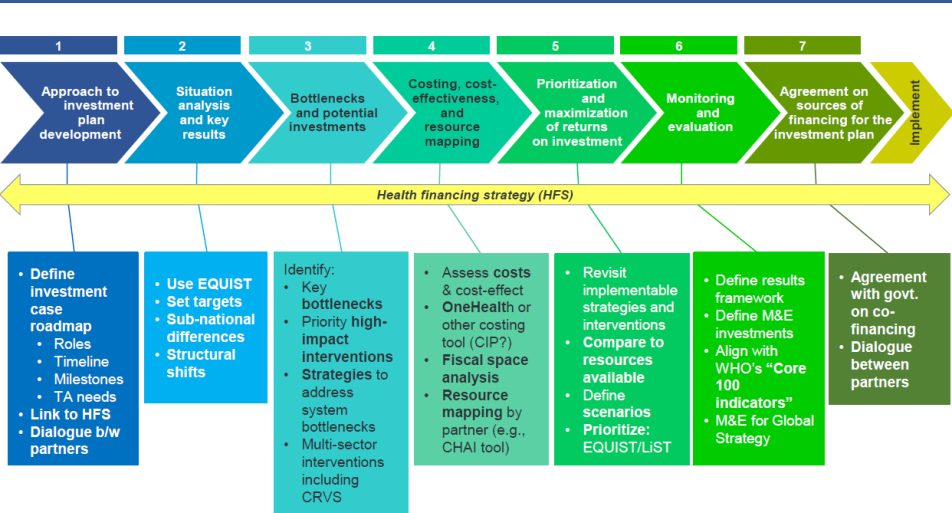 1
2
3
4
5
6
7
Approach to
investment
plan
development
Situation
analysis
and key
results
Bottlenecks
and potential
investments
Costing, cost-
effectiveness,
and
resource
mapping
Prioritization
and
maximization
of returns
on investment
Monitoring
and
evaluation
Agreement on
sources of
financing for the
investment plan
Implement
Health financing strategy (HFS)
• Define
investment
case
roadmap
• Roles
• Timeline
• Milestones
• TA needs
• Link to HFS
• Dialogue b/w
partners
• Use EQUIST
• Set targets
• Sub-national
differences
• Structural
shifts
Identify:
• Key
bottlenecks
• Priority high-
impact
interventions
• Strategies to
address
system
bottlenecks
• Multi-sector
interventions
including
CRVS
• Assess costs
& cost-effect
• OneHealth or
other costing
tool (CIP?)
• Fiscal space
analysis
• Resource
mapping by
partner (e.g.,
CHAI tool)
• Revisit
implementable
strategies and
interventions
• Compare to
resources
available
• Define
scenarios
• Prioritize:
EQUIST/LiST
• Define results
framework
• Define M&E
investments
• Align with
WHO's “Core
100
indicators”
• M&E for Global
Strategy
• Agreement
with govt.
on co-
financing
• Dialogue
between
partners